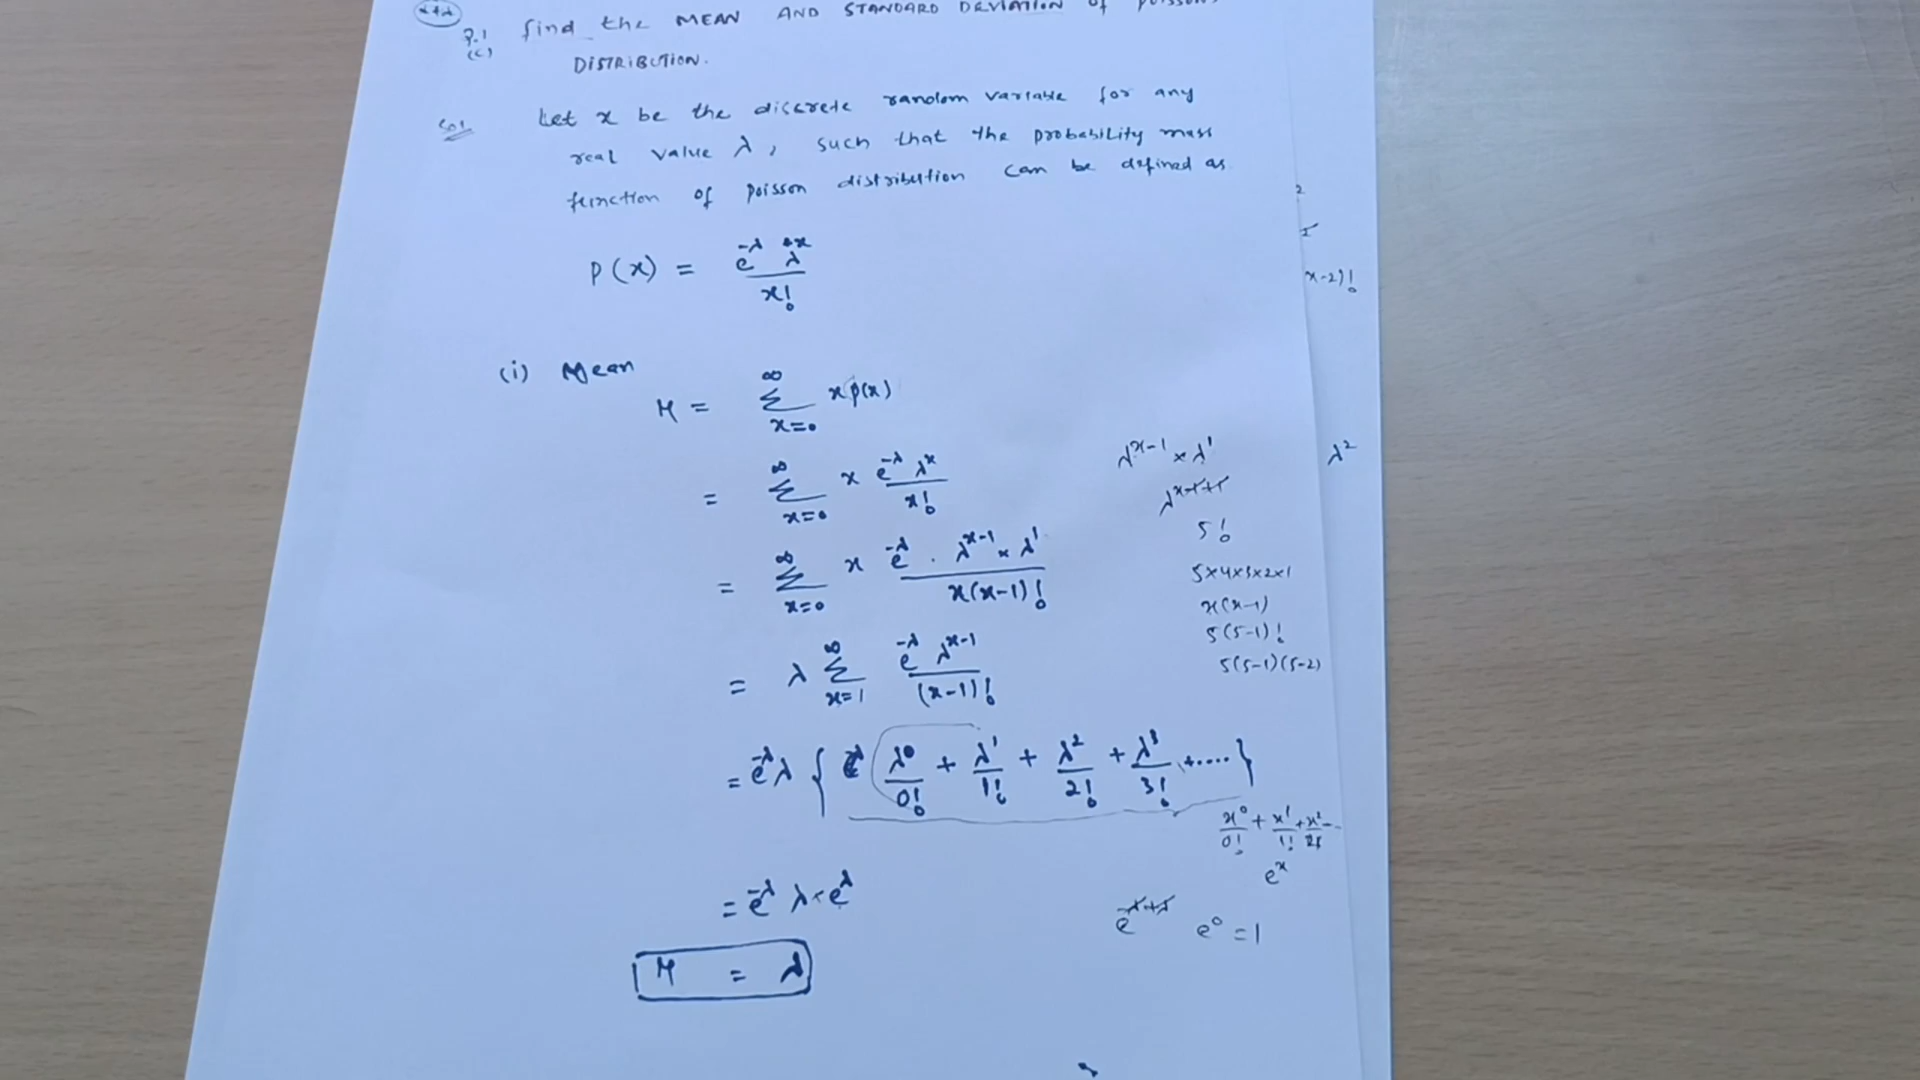 Q.1 find the MEAN AND STANDARD DEVIATION of poisson
(c) DISTRIBUTION.
Sol Let x be the discrete random variable for any
real value λ, such that the probability mass
function of poisson distribution can be defined as
P(x) = e^-λ λ^x / x!
(i) Mean
M = ∞ Σ x=0 x p(x)
= ∞ Σ x=0 x e^-λ λ^x / x!
= ∞ Σ x=0 x e^-λ . λ^x-1 × λ^1 / x(x-1)!
= λ ∞ Σ x=1 e^-λ λ^x-1 / (x-1)!
= e^-λ λ { λ^0/0! + λ^1/1! + λ^2/2! + λ^3/3! + .... }
= e^-λ λ × e^λ
M = λ
λ^x-1 × λ^1
λ^x-1+1
5!
5×4×3×2×1
x(x-1)
5(5-1)!
5(5-1)(5-2)
x^0/0! + x^1/1! + x^2/2! --
e^x
e^-λ+λ e^0 = 1
2
x-2)!
λ^2